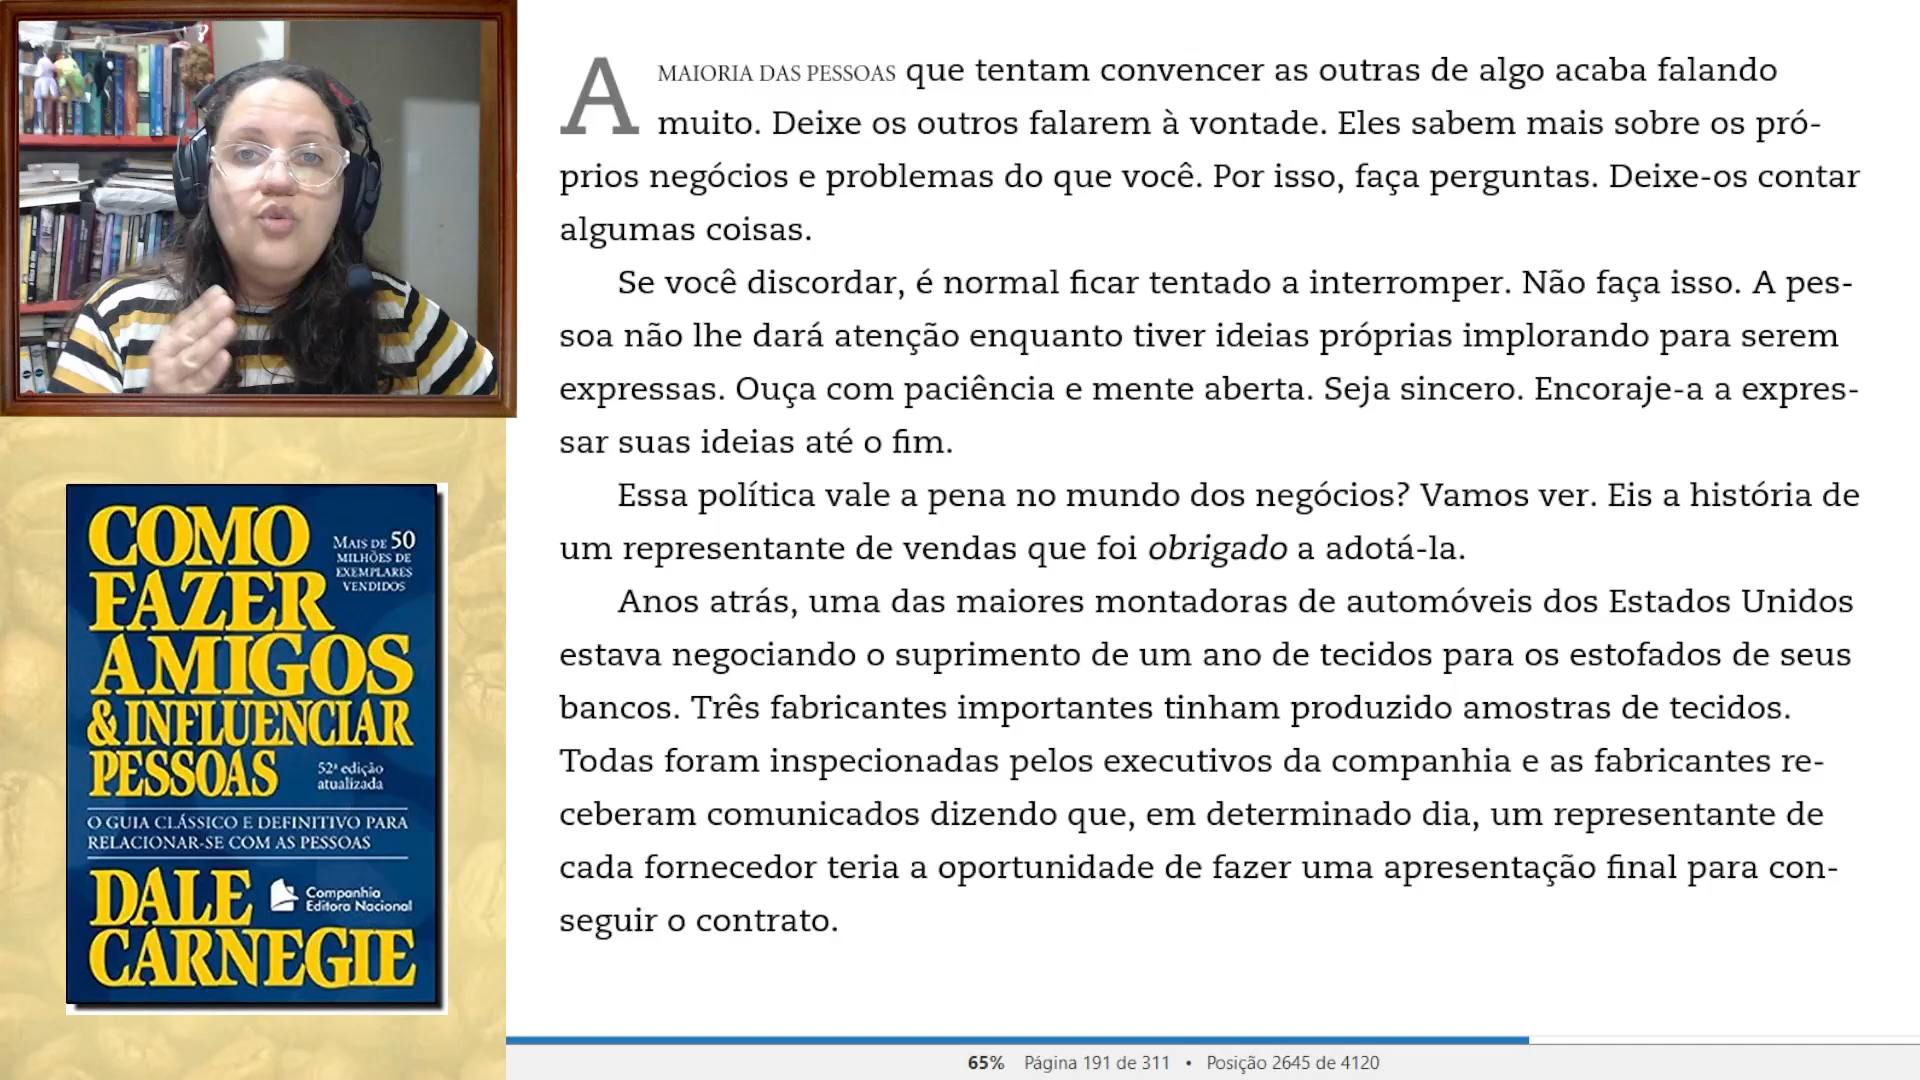 A MAIORIA DAS PESSOAS que tentam convencer as outras de algo acaba falando
muito. Deixe os outros falarem à vontade. Eles sabem mais sobre os pró-
prios negócios e problemas do que você. Por isso, faça perguntas. Deixe-os contar
algumas coisas.
Se você discordar, é normal ficar tentado a interromper. Não faça isso. A pes-
soa não lhe dará atenção enquanto tiver ideias próprias implorando para serem
expressas. Ouça com paciência e mente aberta. Seja sincero. Encoraje-a a expres-
sar suas ideias até o fim.
Essa política vale a pena no mundo dos negócios? Vamos ver. Eis a história de
um representante de vendas que foi obrigado a adotá-la.
Anos atrás, uma das maiores montadoras de automóveis dos Estados Unidos
estava negociando o suprimento de um ano de tecidos para os estofados de seus
bancos. Três fabricantes importantes tinham produzido amostras de tecidos.
Todas foram inspecionadas pelos executivos da companhia e as fabricantes re-
ceberam comunicados dizendo que, em determinado dia, um representante de
cada fornecedor teria a oportunidade de fazer uma apresentação final para con-
seguir o contrato.
COMO
FAZER
AMIGOS
& INFLUENCIAR
PESSOAS
MAIS DE 50
MILHÕES DE
EXEMPLARES
VENDIDOS
52ª edição
atualizada
O GUIA CLÁSSICO E DEFINITIVO PARA
RELACIONAR-SE COM AS PESSOAS
DALE
CARNEGIE
Companhia
Editora Nacional
65% Página 191 de 311 • Posição 2645 de 4120